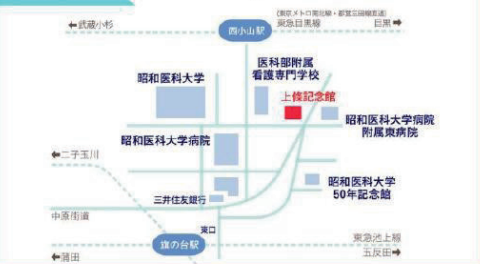 (東京メトロ南北線・都営三田線直通)
←武蔵小杉
東急目黒線
目黒→
西小山駅
医科部附属
看護専門学校
昭和医科大学
上條記念館
昭和医科大学病院
附属東病院
昭和医科大学病院
←二子玉川
昭和医科大学
50年記念館
三井住友銀行
中原街道
東口
旗の台駅
東急池上線
五反田→
←蒲田